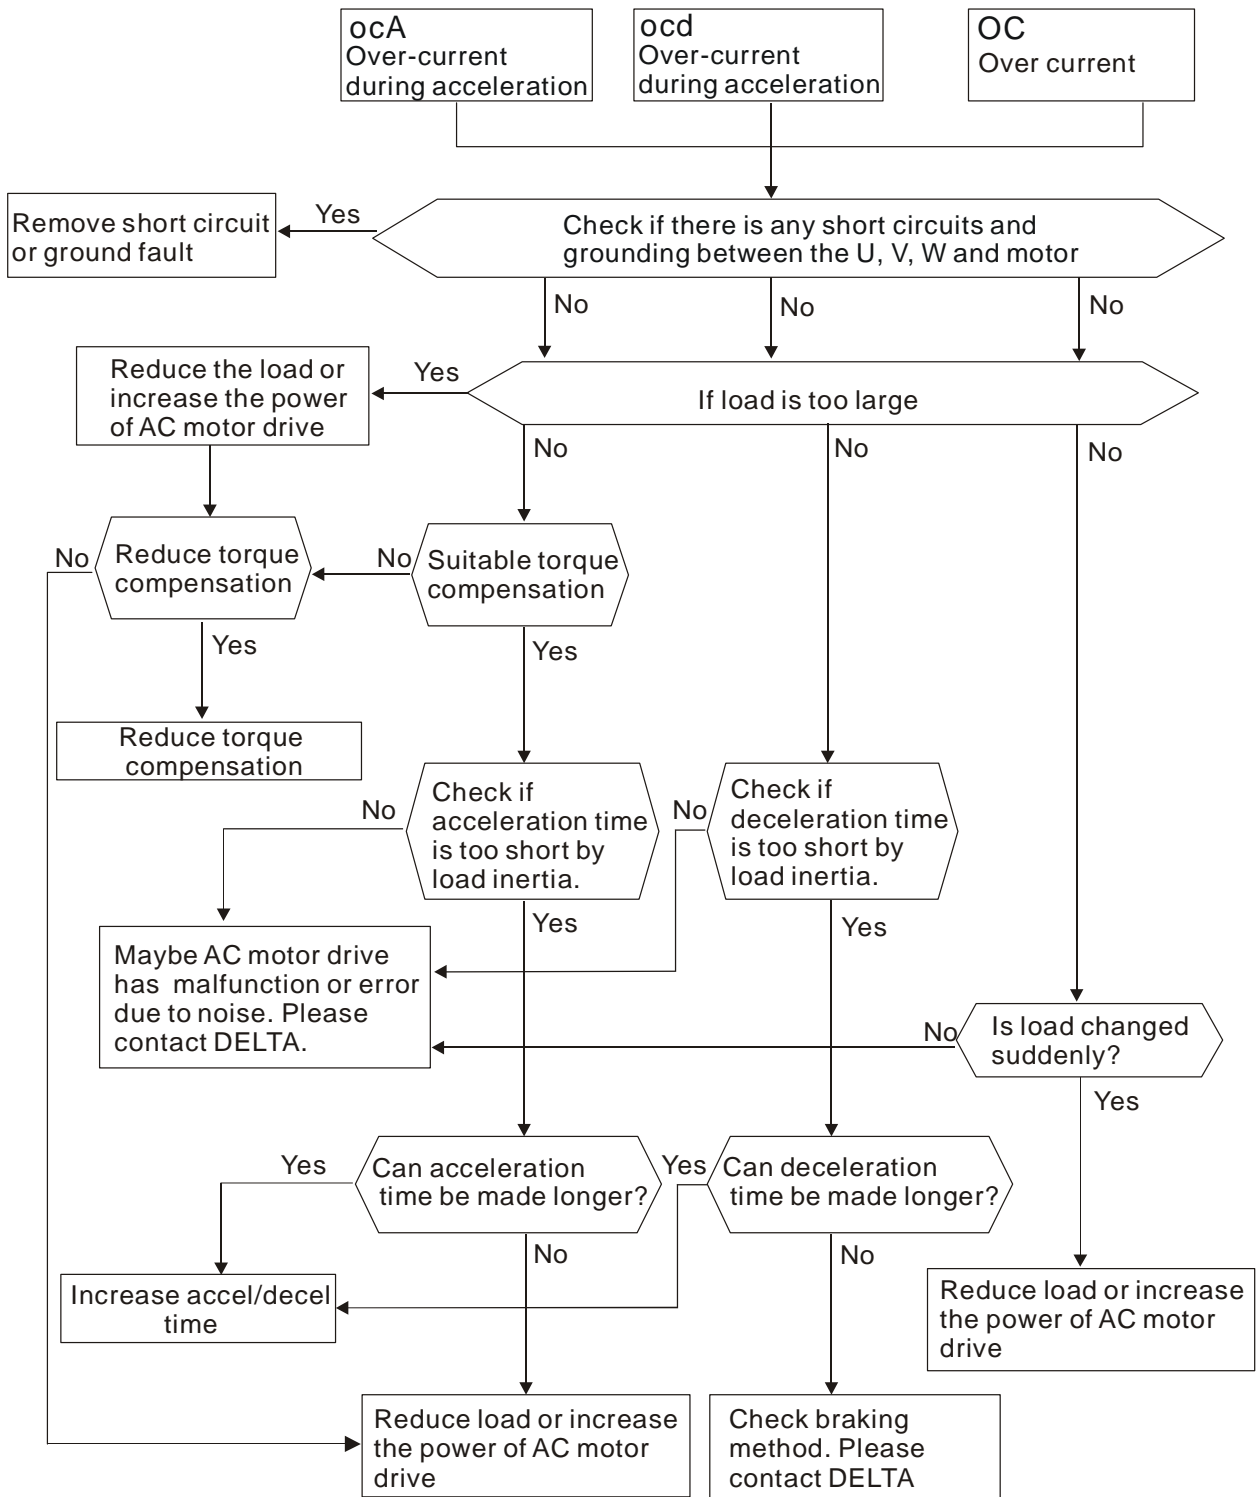 ocA
Over-current
during acceleration
ocd
Over-current
during acceleration
OC
Over current
Remove short circuit
or ground fault
Yes
Check if there is any short circuits and
grounding between the U, V, W and motor
No
No
No
Reduce the load or
increase the power
of AC motor drive
Yes
If load is too large
No
No
No
No
Reduce torque
compensation
No
Suitable torque
compensation
Yes
Yes
Reduce torque
compensation
No
Check if
acceleration time
is too short by
load inertia.
No
Check if
deceleration time
is too short by
load inertia.
Yes
Yes
Maybe AC motor drive
has malfunction or error
due to noise. Please
contact DELTA.
No
Is load changed
suddenly?
Yes
Yes
Can acceleration
time be made longer?
Yes
Can deceleration
time be made longer?
No
No
Increase accel/decel
time
Reduce load or increase
the power of AC motor
drive
Reduce load or increase
the power of AC motor
drive
Check braking
method. Please
contact DELTA